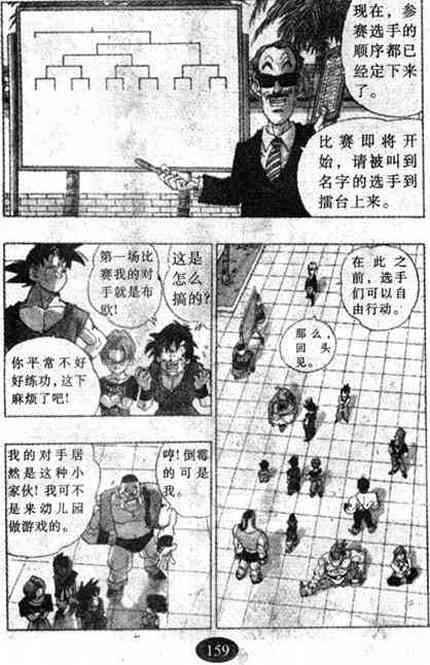 现在，参
赛选手的
顺序都已
经定下来
了。
比赛即将开
始，请被叫到
名字的选手到
擂台上来。
第一场比
赛我的对
手就是布
欧！
这是
怎么
搞的？
你平常不好
好练功，这下
麻烦了吧！
在此之
前，选手
们可以自
由行动。
那么，
回头
见。
我的对手居
然是这种小
家伙！我可不
是来幼儿园
做游戏的。
哼！倒霉
的可是
我。
159